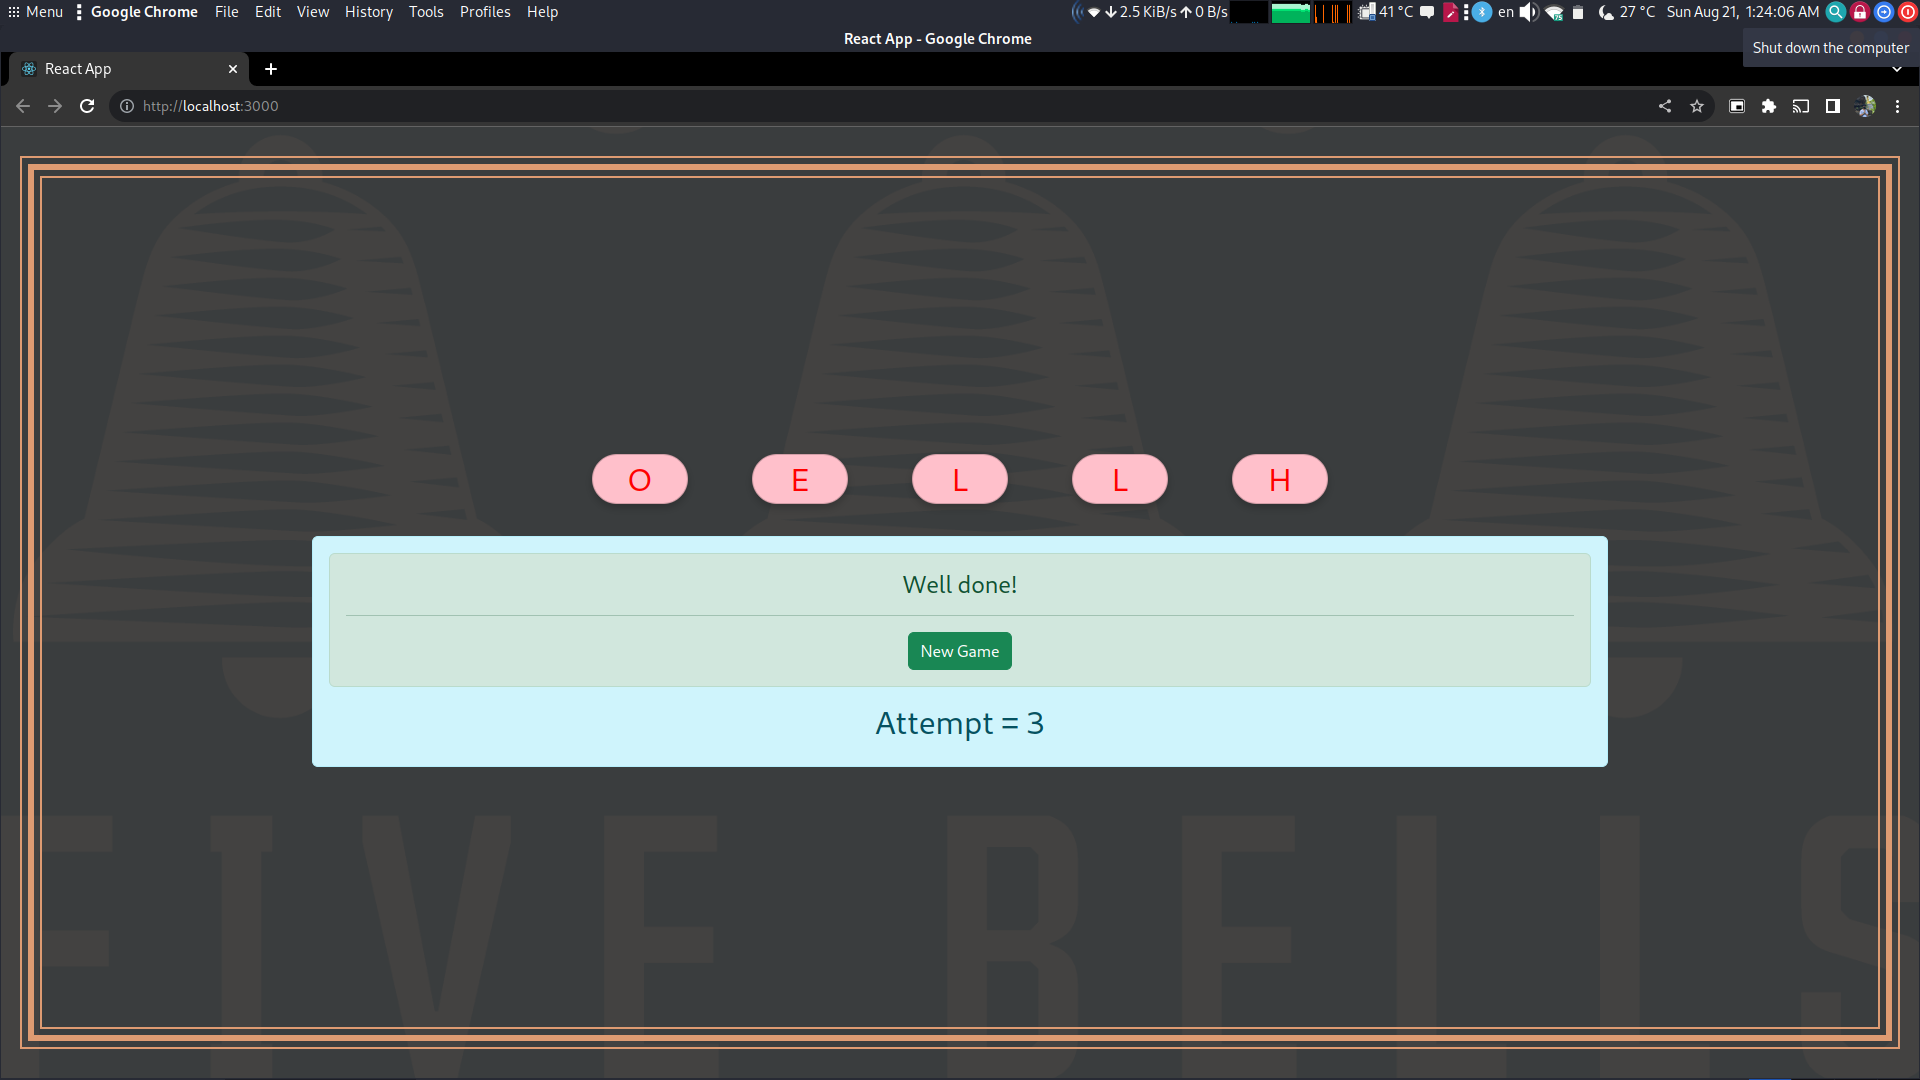 Menu Google Chrome File Edit View History Tools Profiles Help 2.5 KiB/s 0 B/s 41 °C en 75 27 °C Sun Aug 21, 1:24:06 AM
React App - Google Chrome
Shut down the computer
React App
http://localhost:3000
O E L L H
Well done!
New Game
Attempt = 3
FIVE BELLS